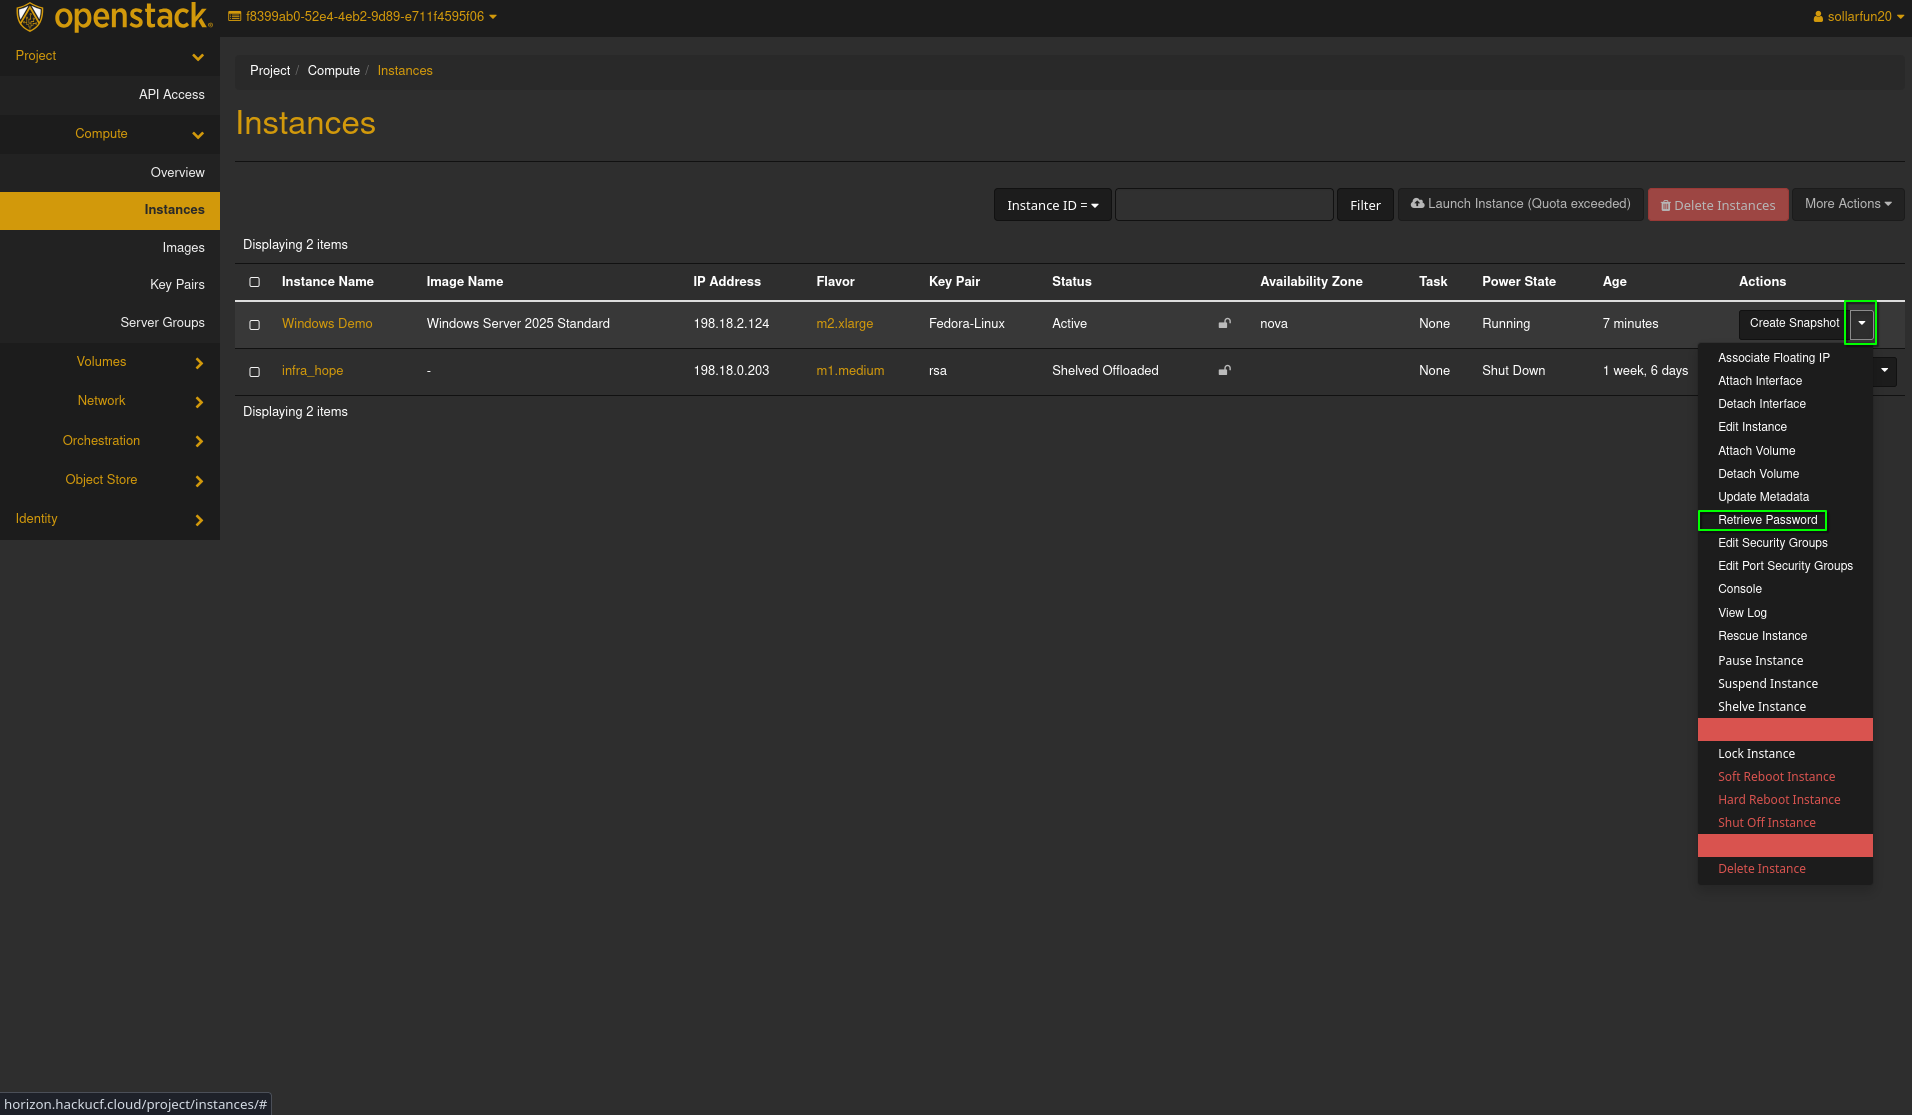 openstack.
f8399ab0-52e4-4eb2-9d89-e711f4595f06
sollarfun20
Project
API Access
Compute
Overview
Instances
Images
Key Pairs
Server Groups
Volumes
Network
Orchestration
Object Store
Identity
Project / Compute / Instances
Instances
Instance ID =
Filter
Launch Instance (Quota exceeded)
Delete Instances
More Actions
Displaying 2 items
Instance Name Image Name IP Address Flavor Key Pair Status Availability Zone Task Power State Age Actions
Windows Demo Windows Server 2025 Standard 198.18.2.124 m2.xlarge Fedora-Linux Active nova None Running 7 minutes Create Snapshot
infra_hope - 198.18.0.203 m1.medium rsa Shelved Offloaded None Shut Down 1 week, 6 days
Displaying 2 items
Associate Floating IP
Attach Interface
Detach Interface
Edit Instance
Attach Volume
Detach Volume
Update Metadata
Retrieve Password
Edit Security Groups
Edit Port Security Groups
Console
View Log
Rescue Instance
Pause Instance
Suspend Instance
Shelve Instance
Lock Instance
Soft Reboot Instance
Hard Reboot Instance
Shut Off Instance
Delete Instance
horizon.hackucf.cloud/project/instances/#